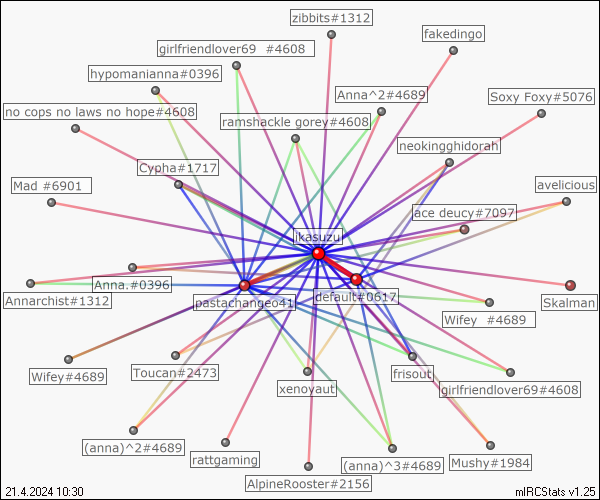 zibbits#1312
fakedingo
girlfriendlover69 #4608
hypomanianna#0396
Anna^2#4689
Soxy Foxy#5076
no cops no laws no hope#4608
ramshackle gorey#4608
neokingghidorah
Cypha#1717
Mad #6901
avelicious
ace deucy#7097
ikasuzu
Anna.#0396
Annarchist#1312
pastachangeo41
default#0617
Skalman
Wifey #4689
Wifey#4689
Toucan#2473
frisout
xenoyaut
girlfriendlover69#4608
(anna)^2#4689
rattgaming
(anna)^3#4689
Mushy#1984
AlpineRooster#2156
21.4.2024 10:30
mIRCStats v1.25